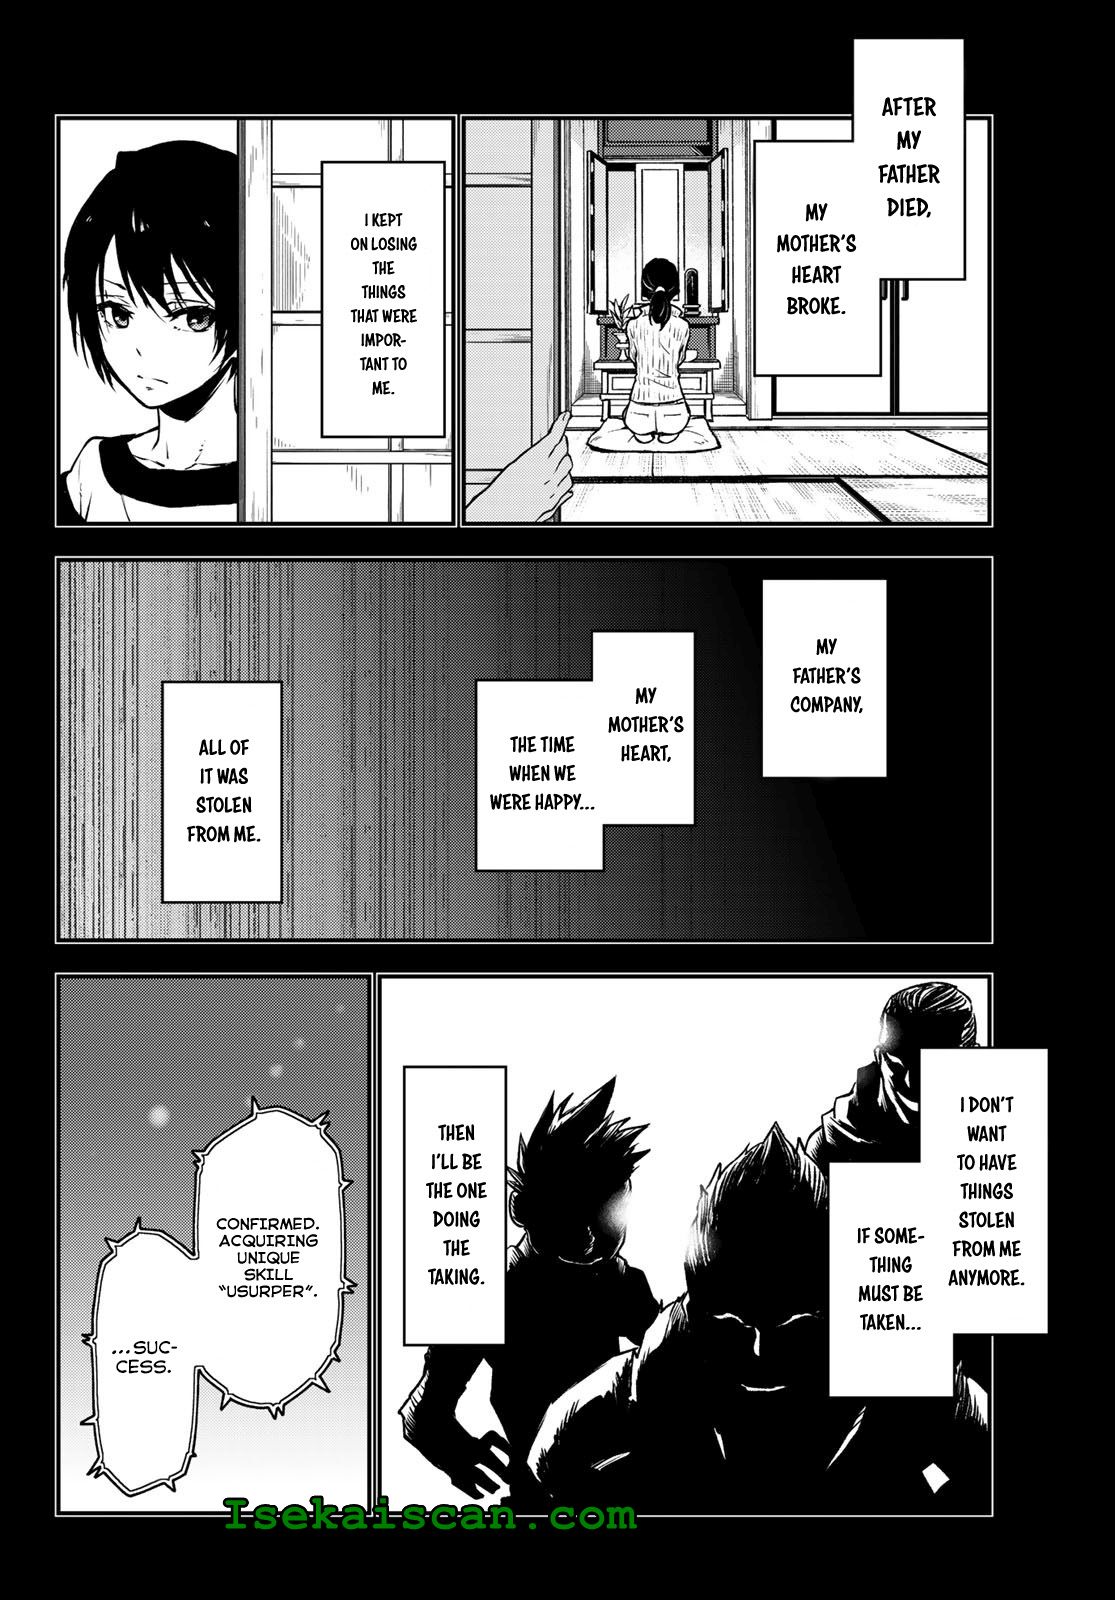 AFTER
MY
FATHER
DIED,
MY
MOTHER'S
HEART
BROKE.
I KEPT
ON LOSING
THE
THINGS
THAT WERE
IMPOR-
TANT TO
ME.
MY
FATHER'S
COMPANY,
MY
MOTHER'S
HEART,
THE TIME
WHEN WE
WERE HAPPY...
ALL OF
IT WAS
STOLEN
FROM ME.
I DON'T
WANT
TO HAVE
THINGS
STOLEN
FROM ME
ANYMORE.
IF SOME-
THING
MUST BE
TAKEN...
THEN
I'LL BE
THE ONE
DOING
THE
TAKING.
CONFIRMED.
ACQUIRING
UNIQUE
SKILL
"USURPER".
...SUC-
CESS.
Isekaiscan.com